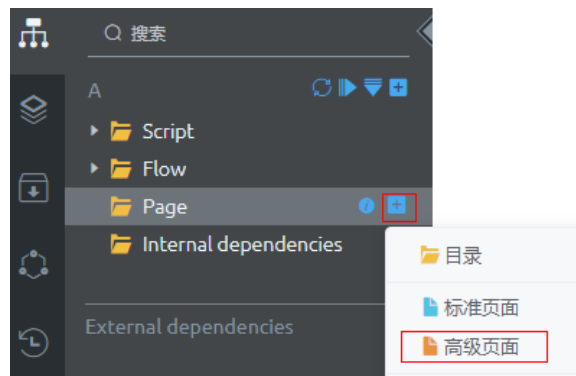 搜索
A
Script
Flow
Page
Internal dependencies
目录
标准页面
External dependencies
高级页面